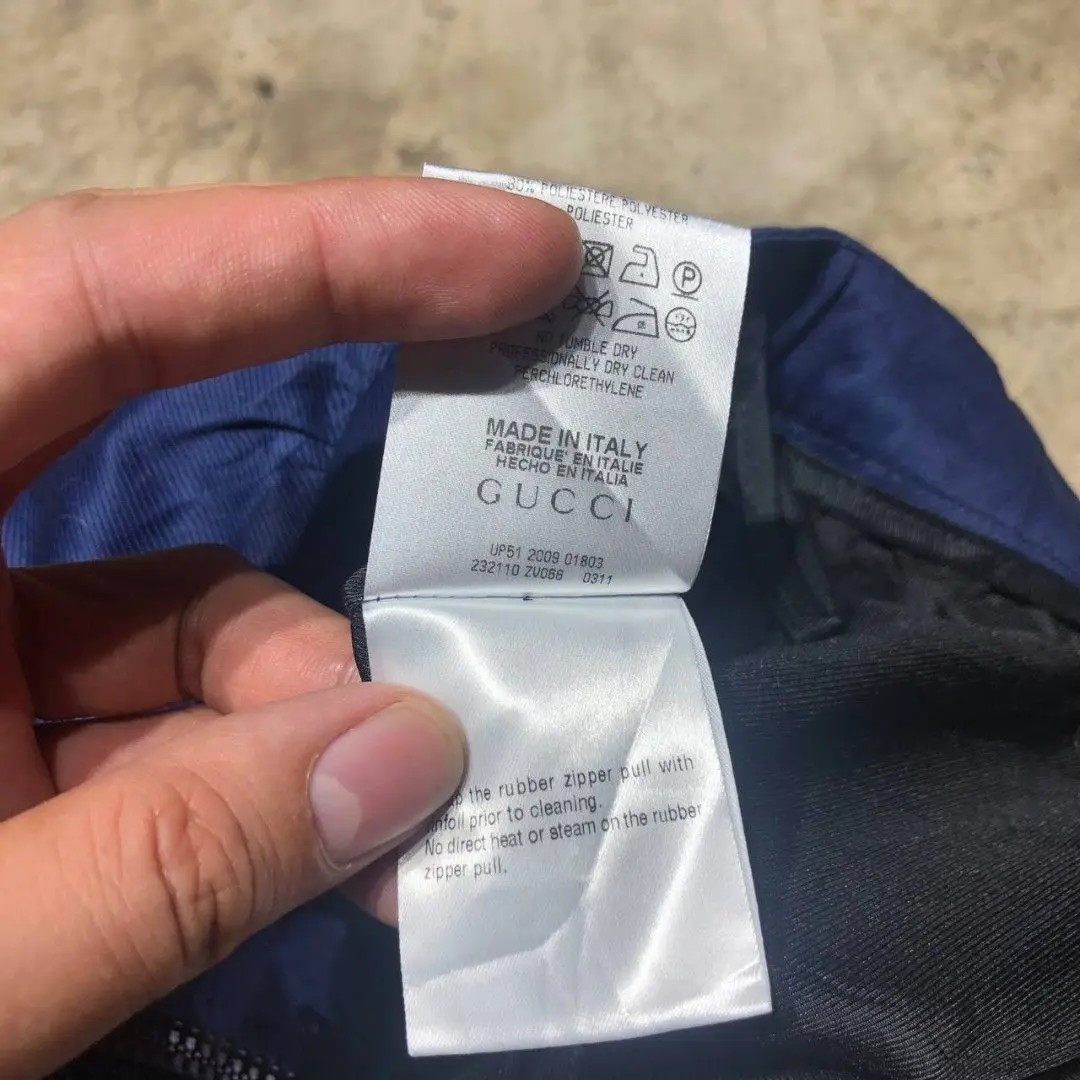 80% POLIESTERE POLYESTER
POLIESTER
P
NO TUMBLE DRY
PROFESSIONALLY DRY CLEAN
PERCHLORETHYLENE
MADE IN ITALY
FABRIQUE' EN ITALIE
HECHO EN ITALIA
GUCCI
UP51 2009 01803
232110 ZV066 0311
the rubber zipper pull with
prior to cleaning.
No direct heat or steam on the rubber
zipper pull.